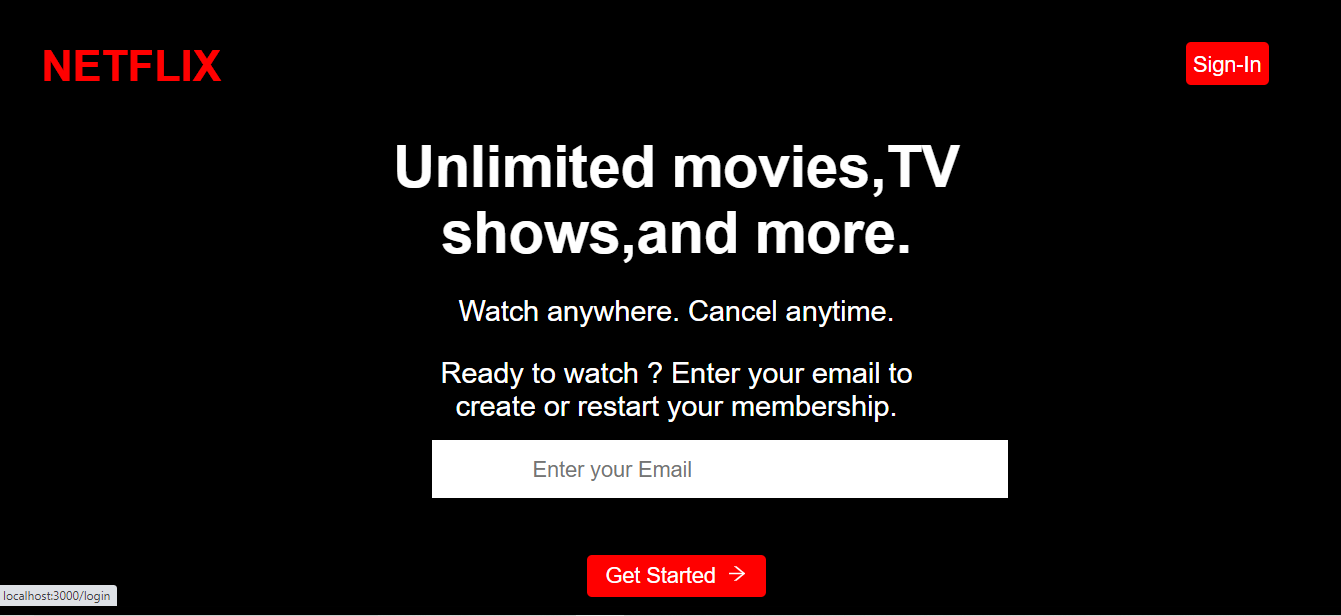 NETFLIX
Sign-In
Unlimited movies,TV
shows,and more.
Watch anywhere. Cancel anytime.
Ready to watch ? Enter your email to
create or restart your membership.
Enter your Email
Get Started
localhost:3000/login